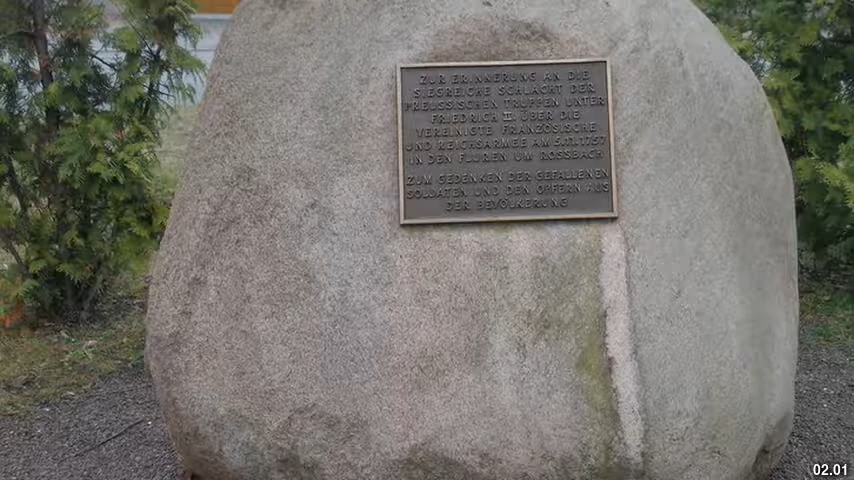 ZUR ERINNERUNG AN DIE
SIEGREICHE SCHLACHT DER
PREUSSISCHEN TRUPPEN UNTER
FRIEDRICH II. ÜBER DIE
VEREINIGTE FRANZÖSISCHE
UND REICHSARMEE AM 5.11.1757
IN DEN FLUREN UM ROSSBACH
ZUM GEDENKEN DER GEFALLENEN
SOLDATEN UND DEN OPFERN AUS
DER BEVÖLKERUNG
02.01